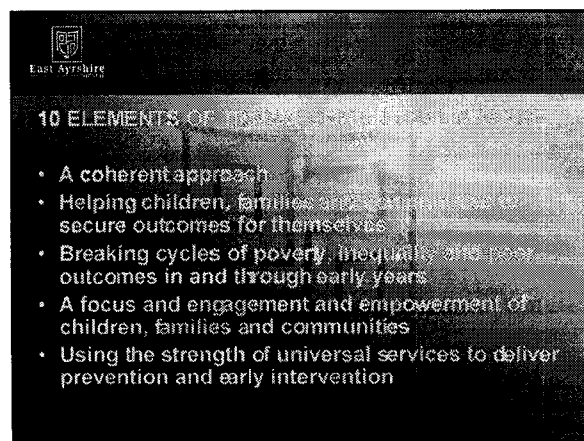 East Ayrshire
10 ELEMENTS OF
• A coherent approach
• Helping children, families and communities to
secure outcomes for themselves
• Breaking cycles of poverty, inequality and poor
outcomes in and through early years
• A focus and engagement and empowerment of
children, families and communities
• Using the strength of universal services to deliver
prevention and early intervention